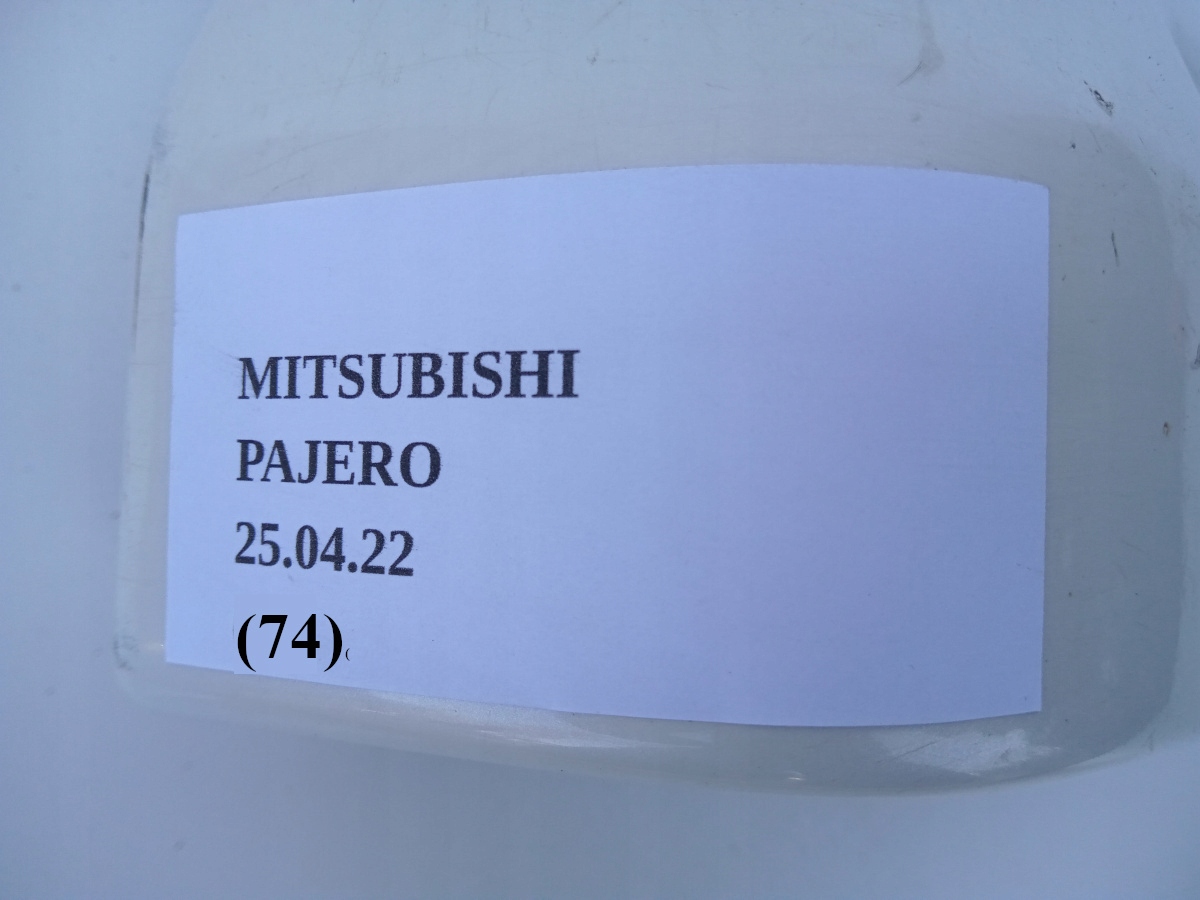 MITSUBISHI
PAJERO
25.04.22
(74)